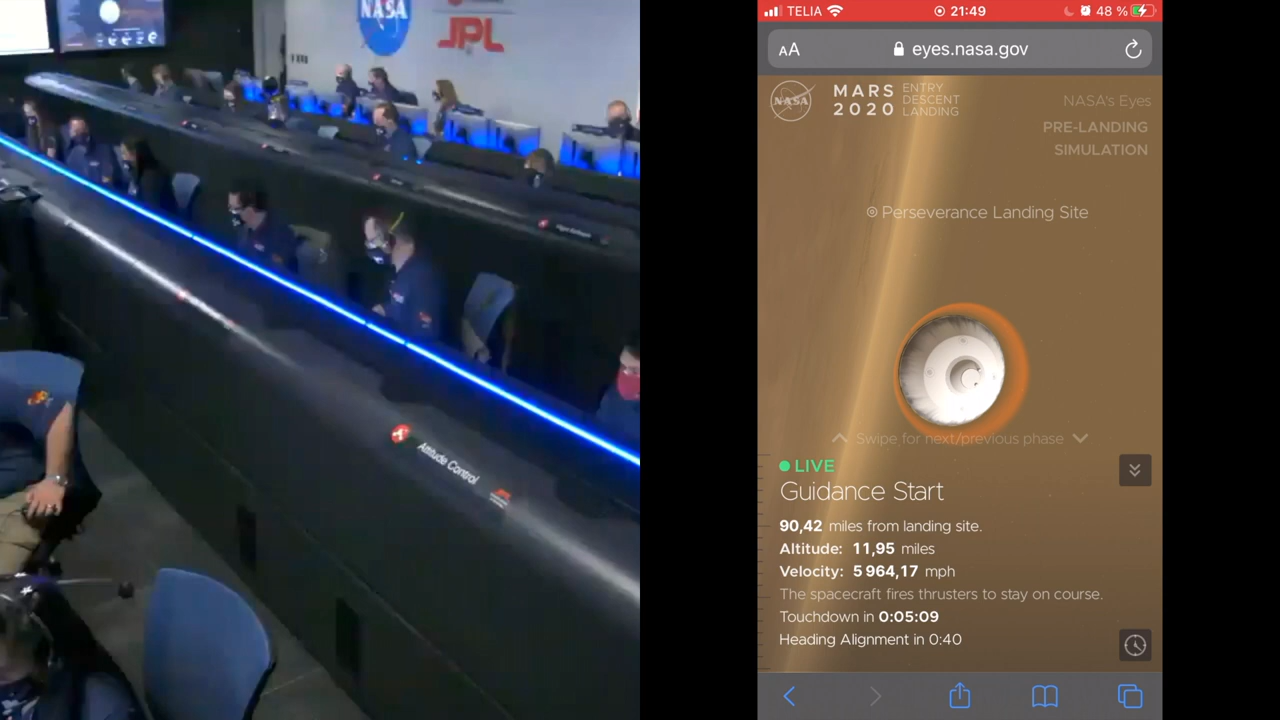 NASA
JPL
Attitude Control
JPL
TELIA
21:49
48 %
AA
eyes.nasa.gov
NASA
MARS
2020
ENTRY
DESCENT
LANDING
NASA's Eyes
PRE-LANDING
SIMULATION
Perseverance Landing Site
Swipe for next/previous phase
LIVE
Guidance Start
90,42 miles from landing site.
Altitude: 11,95 miles
Velocity: 5 964,17 mph
The spacecraft fires thrusters to stay on course.
Touchdown in 0:05:09
Heading Alignment in 0:40